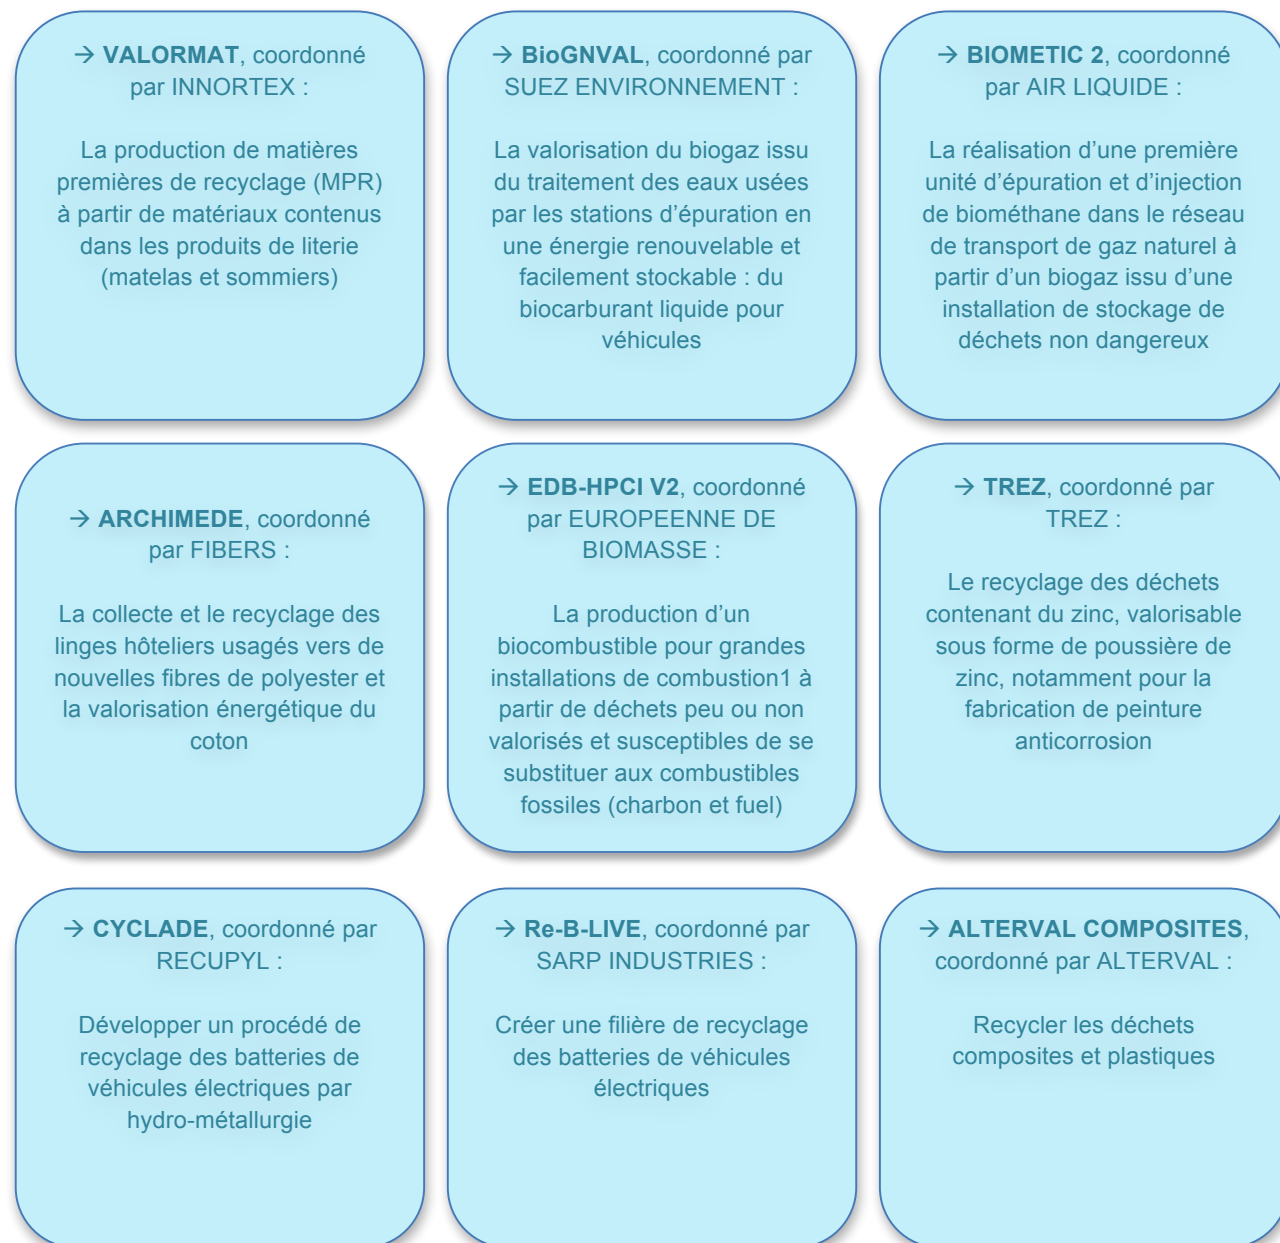 → VALORMAT, coordonné
par INNORTEX :
La production de matières
premières de recyclage (MPR)
à partir de matériaux contenus
dans les produits de literie
(matelas et sommiers)
→ BioGNVAL, coordonné par
SUEZ ENVIRONNEMENT :
La valorisation du biogaz issu
du traitement des eaux usées
par les stations d’épuration en
une énergie renouvelable et
facilement stockable : du
biocarburant liquide pour
véhicules
→ BIOMETIC 2, coordonné
par AIR LIQUIDE :
La réalisation d’une première
unité d’épuration et d’injection
de biométhane dans le réseau
de transport de gaz naturel à
partir d’un biogaz issu d’une
installation de stockage de
déchets non dangereux
→ ARCHIMEDE, coordonné
par FIBERS :
La collecte et le recyclage des
linges hôteliers usagés vers de
nouvelles fibres de polyester et
la valorisation énergétique du
coton
→ EDB-HPCI V2, coordonné
par EUROPEENNE DE
BIOMASSE :
La production d’un
biocombustible pour grandes
installations de combustion1 à
partir de déchets peu ou non
valorisés et susceptibles de se
substituer aux combustibles
fossiles (charbon et fuel)
→ TREZ, coordonné par
TREZ :
Le recyclage des déchets
contenant du zinc, valorisable
sous forme de poussière de
zinc, notamment pour la
fabrication de peinture
anticorrosion
→ CYCLADE, coordonné par
RECUPYL :
Développer un procédé de
recyclage des batteries de
véhicules électriques par
hydro-métallurgie
→ Re-B-LIVE, coordonné par
SARP INDUSTRIES :
Créer une filière de recyclage
des batteries de véhicules
électriques
→ ALTERVAL COMPOSITES,
coordonné par ALTERVAL :
Recycler les déchets
composites et plastiques